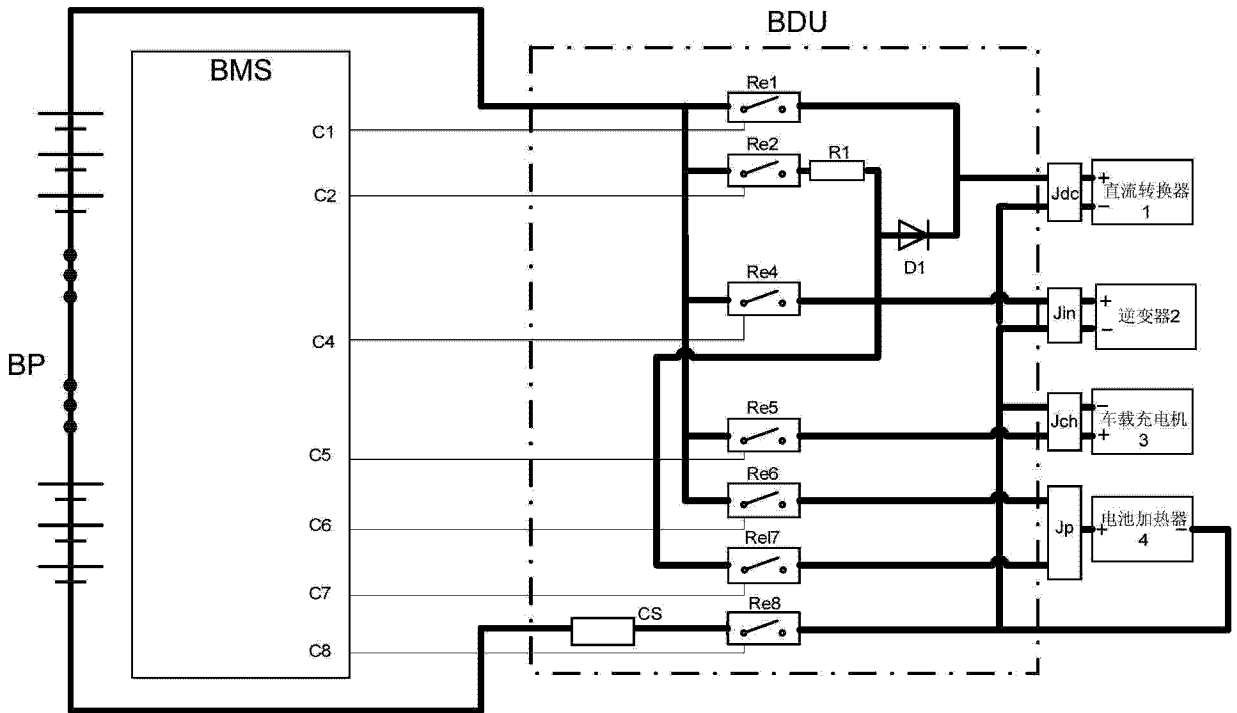 BDU
BMS
Re1
C1
Re2
R1
C2
Jdc
+
直流转换器
−
1
D1
Re4
Jin
+
逆变器2
−
C4
BP
Re5
Jch
−
车载充电机
+
3
C5
Re6
C6
Jp
+
电池加热器
−
4
Rel7
C7
CS
Re8
C8